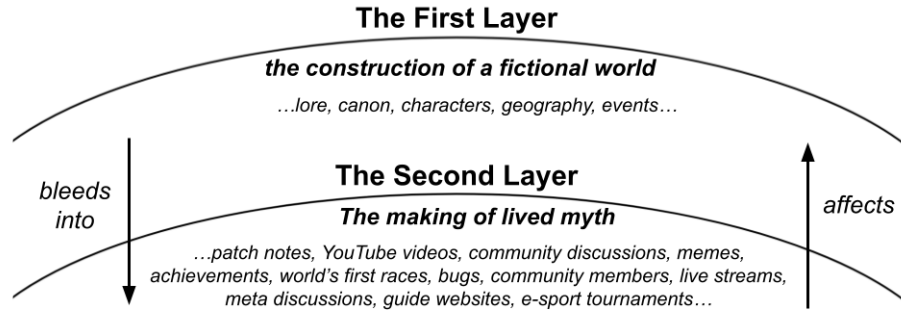 The First Layer
the construction of a fictional world
...lore, canon, characters, geography, events...
bleeds
into
The Second Layer
The making of lived myth
...patch notes, YouTube videos, community discussions, memes,
achievements, world's first races, bugs, community members, live streams,
meta discussions, guide websites, e-sport tournaments...
affects